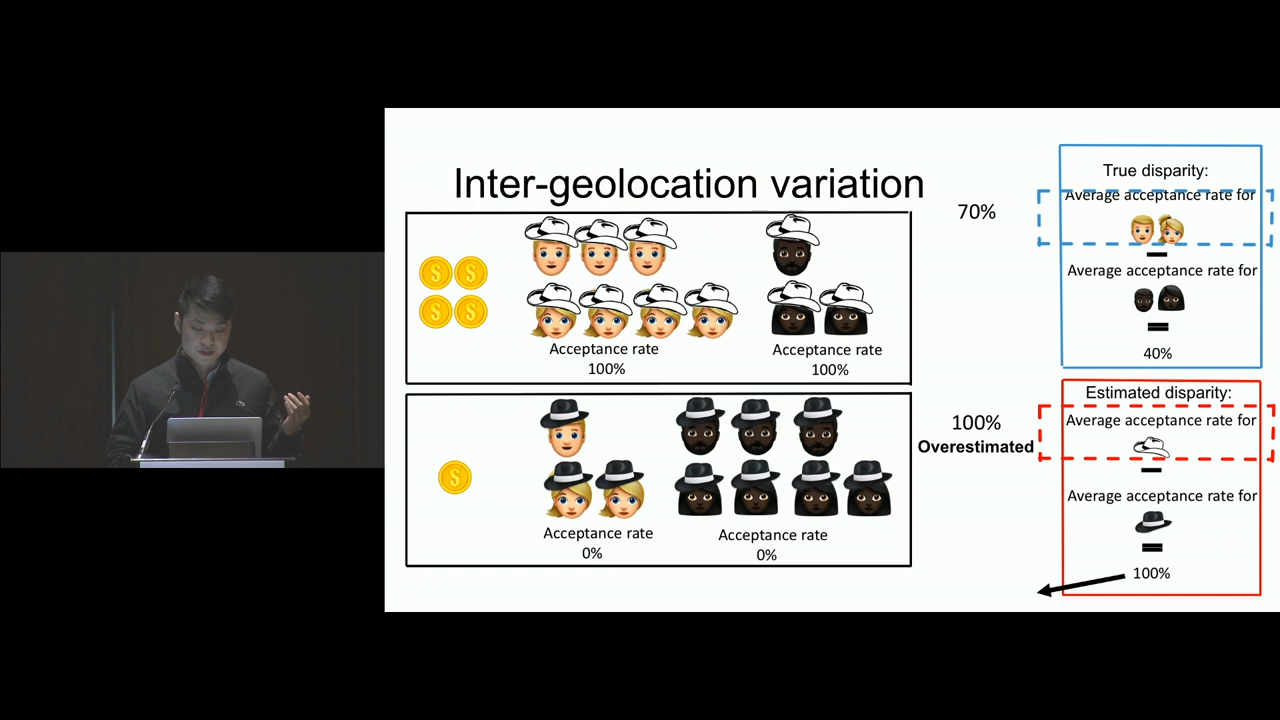 Inter-geolocation variation
Acceptance rate
100%
Acceptance rate
100%
Acceptance rate
0%
Acceptance rate
0%
70%
100%
Overestimated
True disparity:
Average acceptance rate for
Average acceptance rate for
40%
Estimated disparity:
Average acceptance rate for
Average acceptance rate for
100%